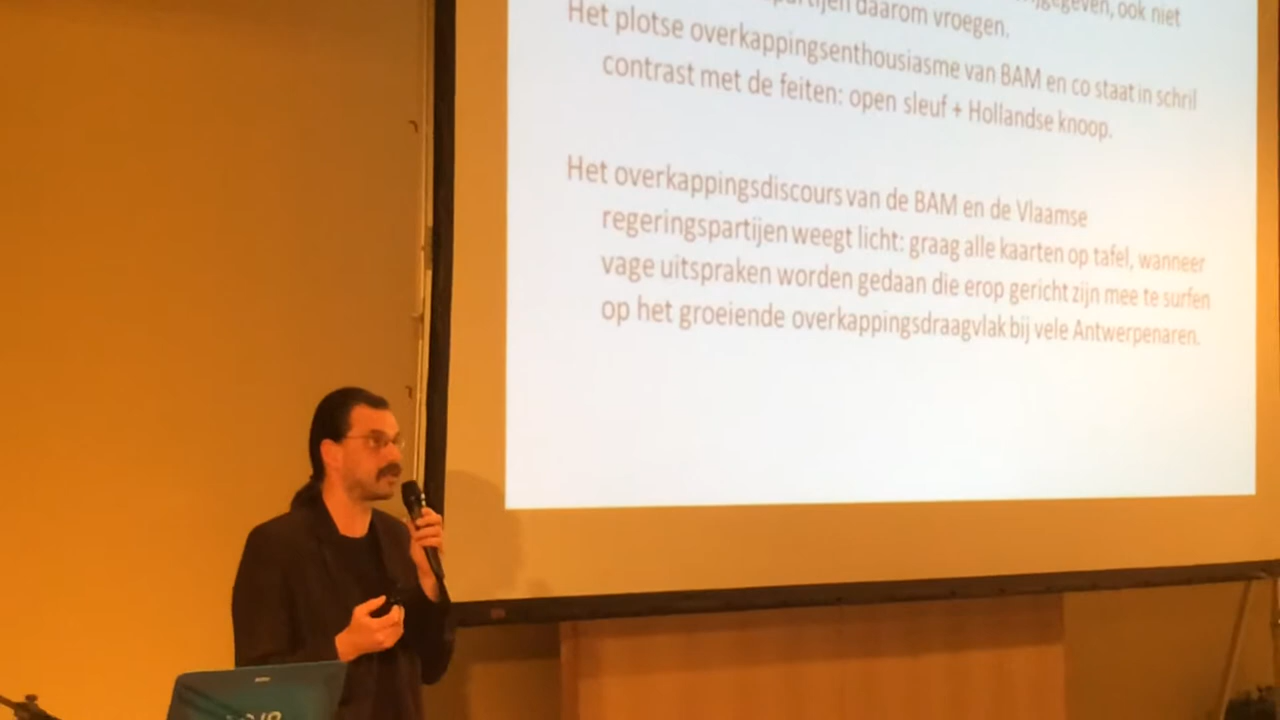 daarom vroegen. ook niet
Het plotse overkappingsenthousiasme van BAM en co staat in schril
contrast met de feiten: open sleuf + Hollandse knoop.
Het overkappingsdiscours van de BAM en de Vlaamse
regeringspartijen weegt licht: graag alle kaarten op tafel, wanneer
vage uitspraken worden gedaan die erop gericht zijn mee te surfen
op het groeiende overkappingsdraagvlak bij vele Antwerpenaren.